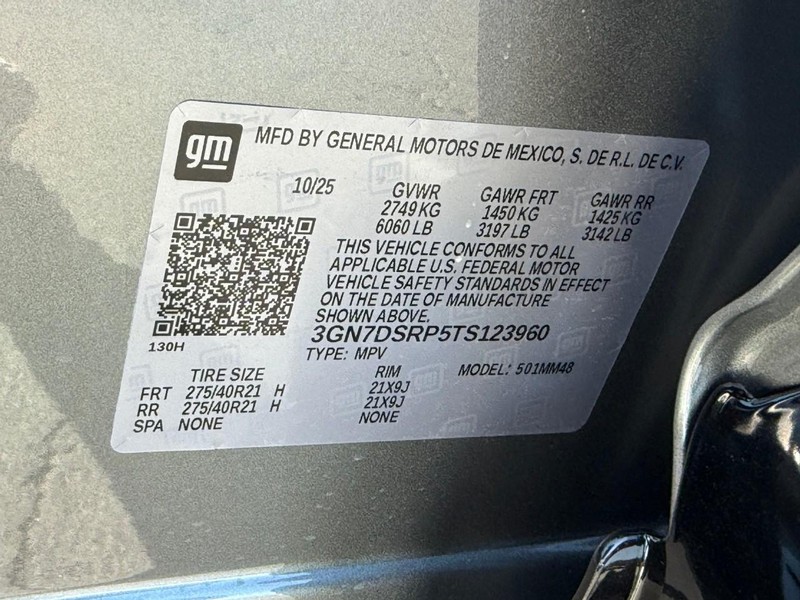 gm
MFD BY GENERAL MOTORS DE MEXICO, S. DE R.L. DE C.V.
10/25 GVWR GAWR FRT GAWR RR
2749 KG 1450 KG 1425 KG
6060 LB 3197 LB 3142 LB
THIS VEHICLE CONFORMS TO ALL
APPLICABLE U.S. FEDERAL MOTOR
VEHICLE SAFETY STANDARDS IN EFFECT
ON THE DATE OF MANUFACTURE
SHOWN ABOVE.
3GN7DSRP5TS123960
130H
TYPE: MPV
TIRE SIZE RIM MODEL: 501MM48
FRT 275/40R21 H 21X9J
RR 275/40R21 H 21X9J
SPA NONE NONE